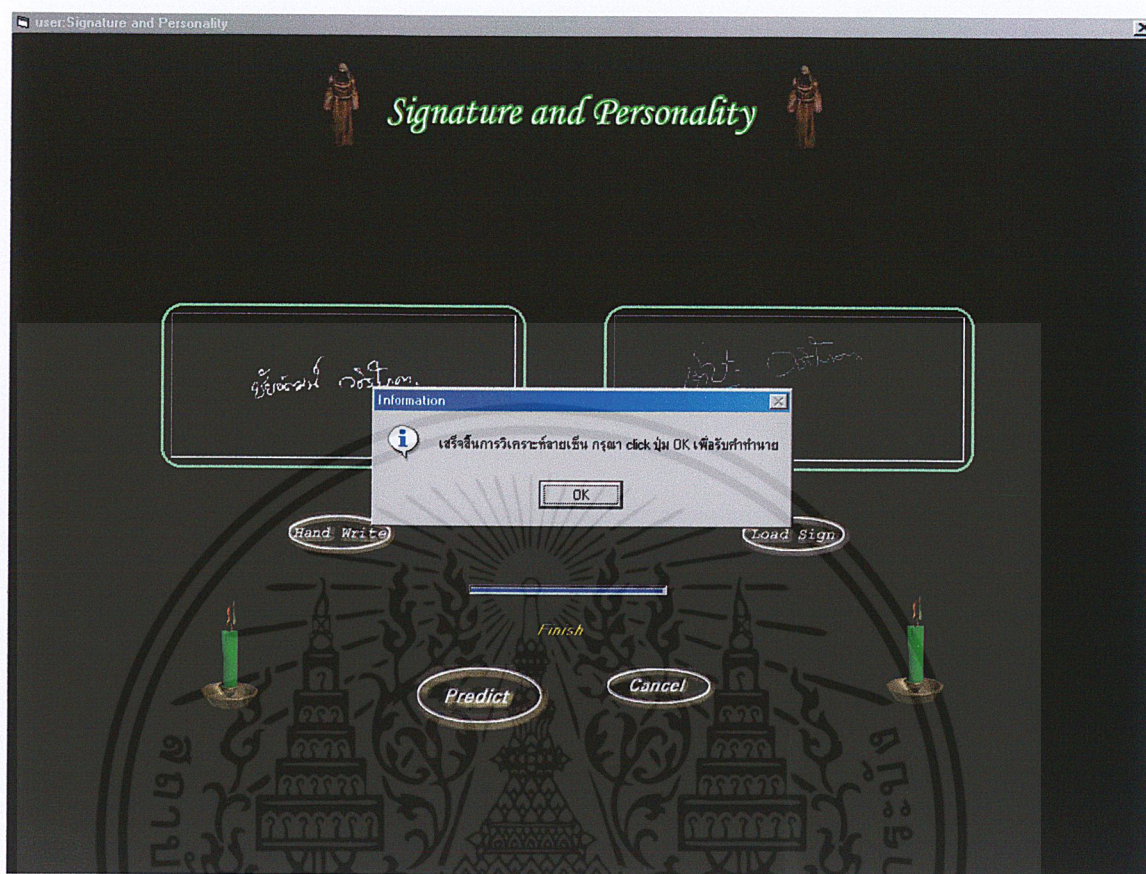 user:Signature and Personality
Signature and Personality
Information
เสร็จสิ้นการวิเคราะห์ลายเซ็น กรุณา click ปุ่ม OK เพื่อรับคำทำนาย
OK
Hand Write
Load Sign
Finish
Predict
Cancel